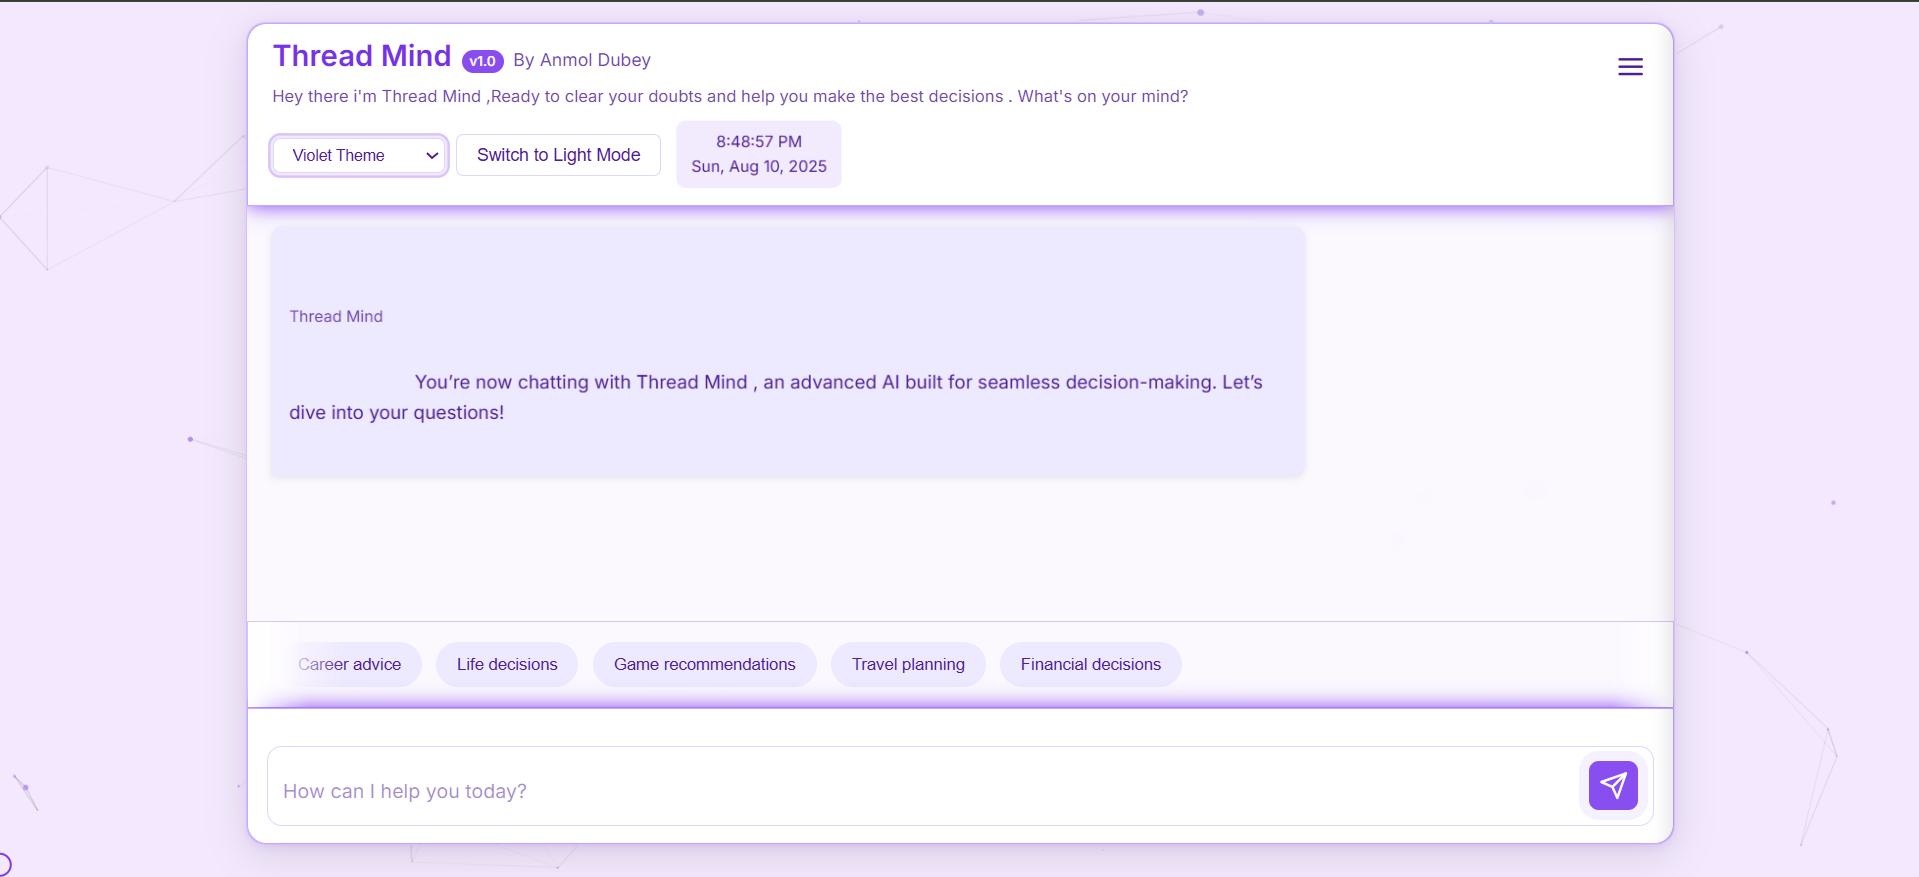 Thread Mind v1.0 By Anmol Dubey
Hey there i'm Thread Mind ,Ready to clear your doubts and help you make the best decisions . What's on your mind?
Violet Theme
Switch to Light Mode
8:48:57 PM
Sun, Aug 10, 2025
Thread Mind
You’re now chatting with Thread Mind , an advanced AI built for seamless decision-making. Let’s
dive into your questions!
Career advice
Life decisions
Game recommendations
Travel planning
Financial decisions
How can I help you today?